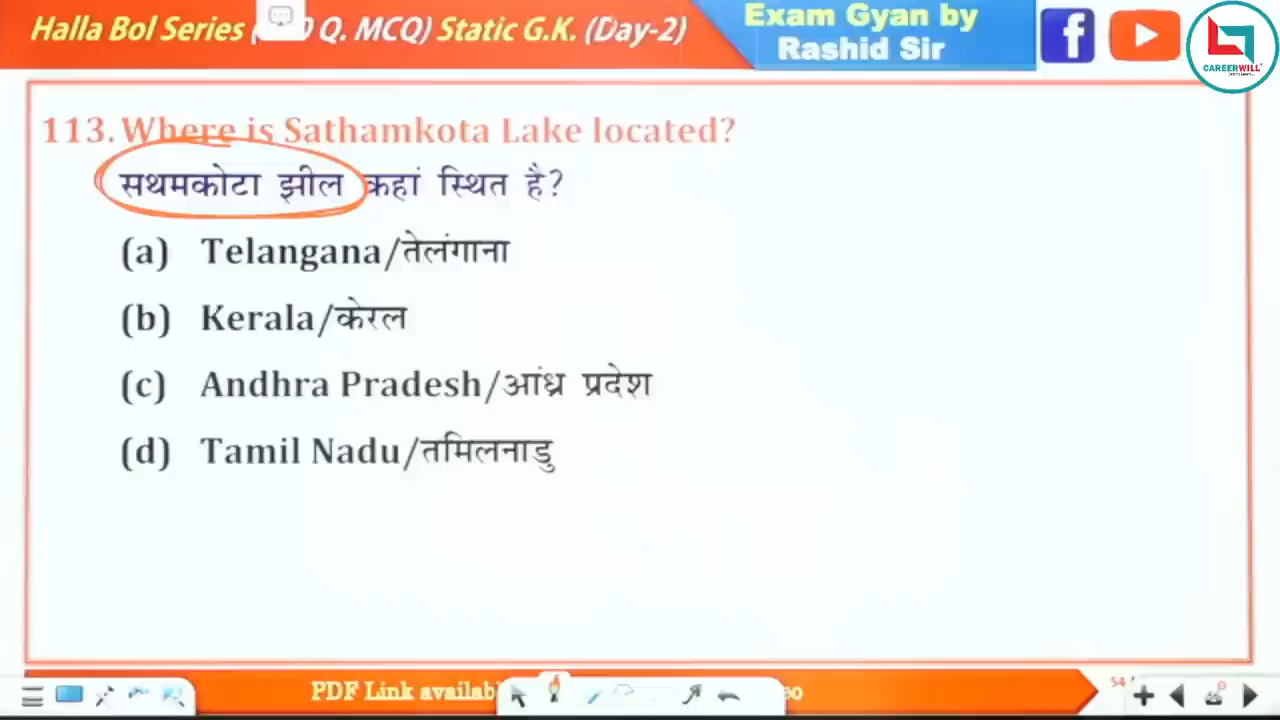 Halla Bol Series Q. MCQ) Static G.K. (Day-2)
Exam Gyan by
Rashid Sir
CAREERWILL
113. Where is Sathamkota Lake located?
सथमकोटा झील कहां स्थित है?
(a) Telangana/तेलंगाना
(b) Kerala/केरल
(c) Andhra Pradesh/आंध्र प्रदेश
(d) Tamil Nadu/तमिलनाडु
PDF Link
54